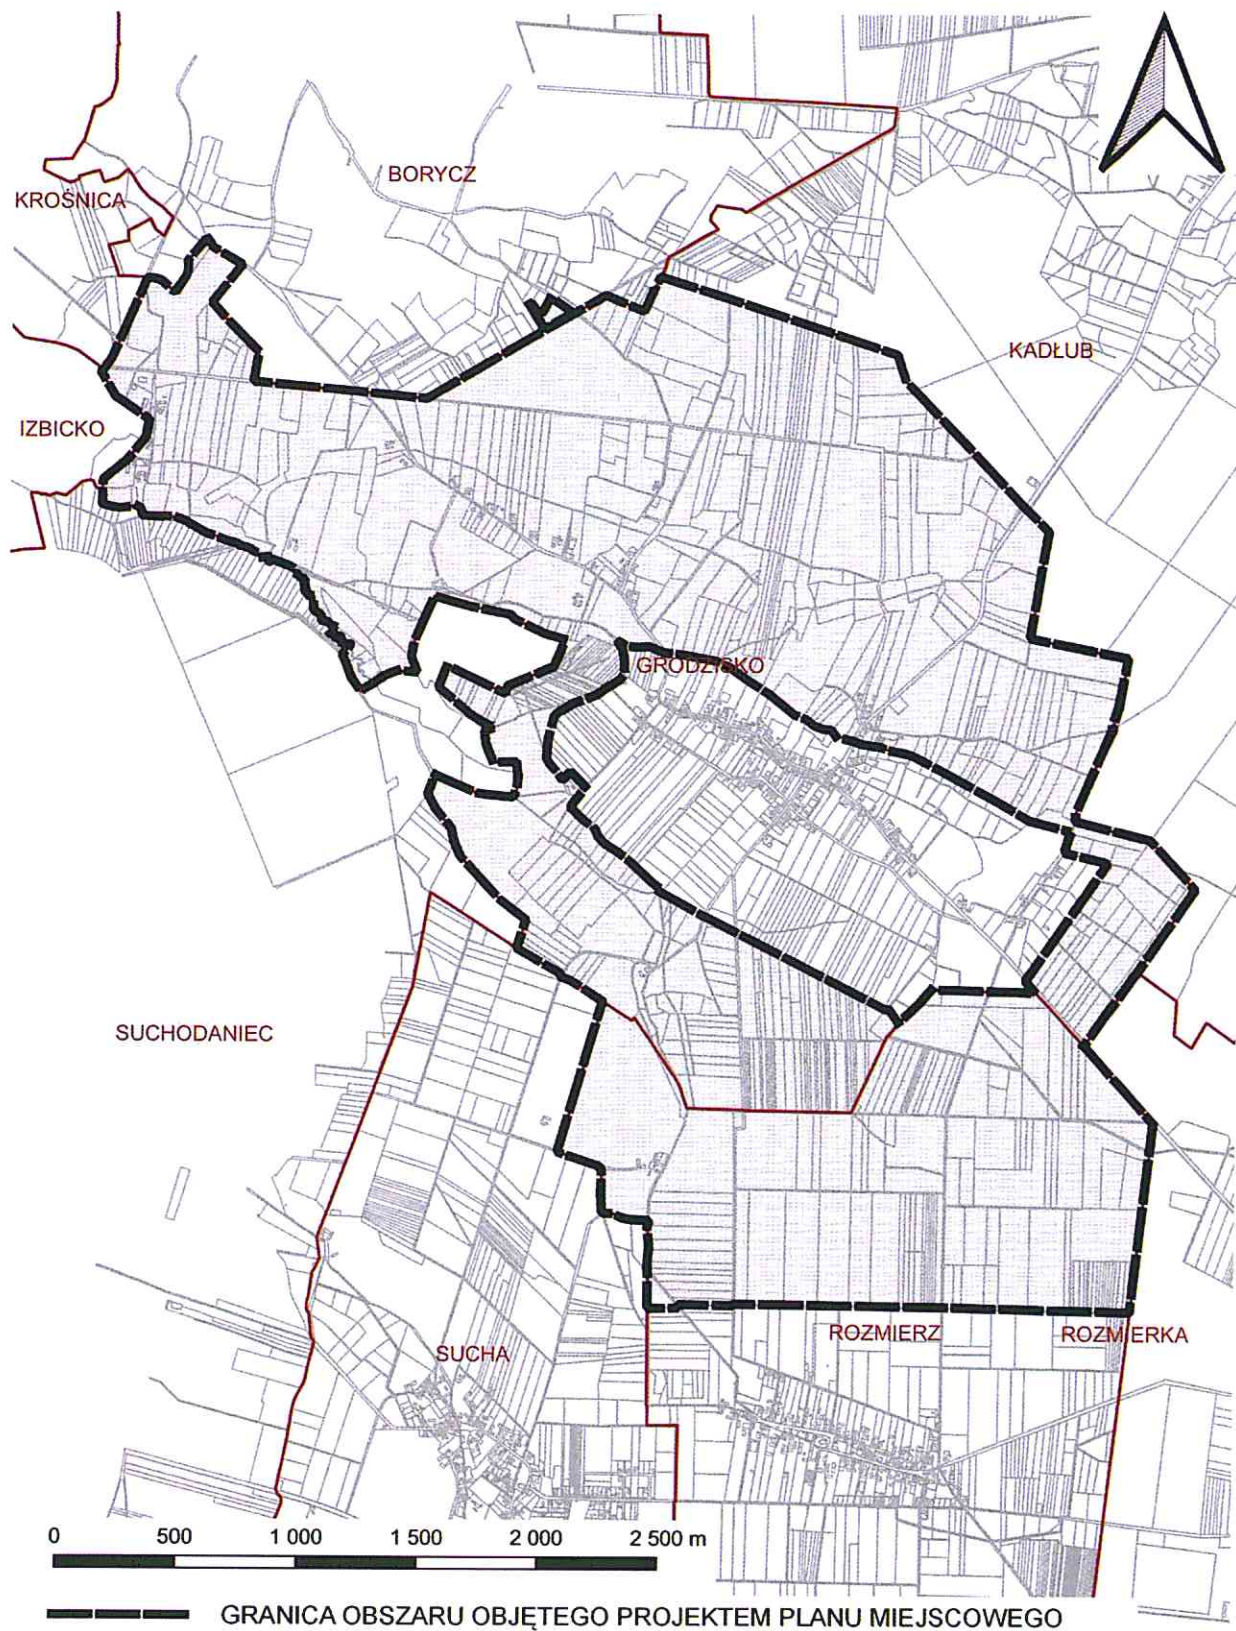 BORYCZ
KROŚNICA
KADŁUB
IZBICKO
GRODZISKO
SUCHODANIEC
ROZMIERZ
ROZMIERKA
SUCHA
0 500 1 000 1 500 2 000 2 500 m
GRANICA OBSZARU OBJĘTEGO PROJEKTEM PLANU MIEJSCOWEGO